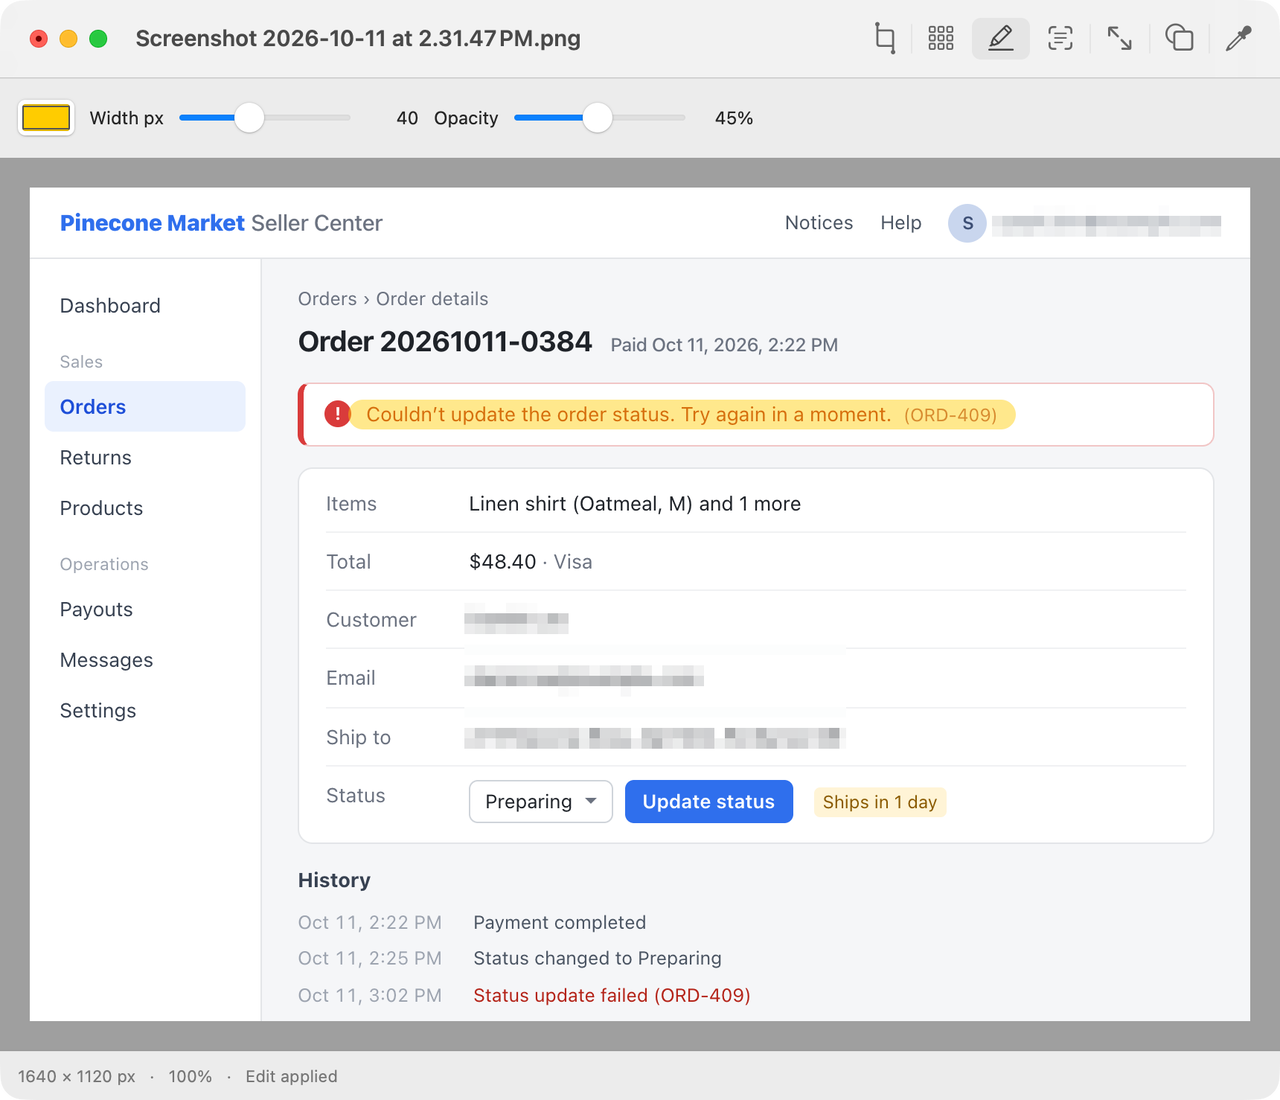 Screenshot 2026-10-11 at 2.31.47 PM.png
Width px 40 Opacity 45%
Pinecone Market Seller Center
Notices Help S
Dashboard
Sales
Orders
Returns
Products
Operations
Payouts
Messages
Settings
Orders › Order details
Order 20261011-0384 Paid Oct 11, 2026, 2:22 PM
! Couldn't update the order status. Try again in a moment. (ORD-409)
Items Linen shirt (Oatmeal, M) and 1 more
Total $48.40 · Visa
Customer
Email
Ship to
Status Preparing Update status Ships in 1 day
History
Oct 11, 2:22 PM Payment completed
Oct 11, 2:25 PM Status changed to Preparing
Oct 11, 3:02 PM Status update failed (ORD-409)
1640 × 1120 px · 100% · Edit applied